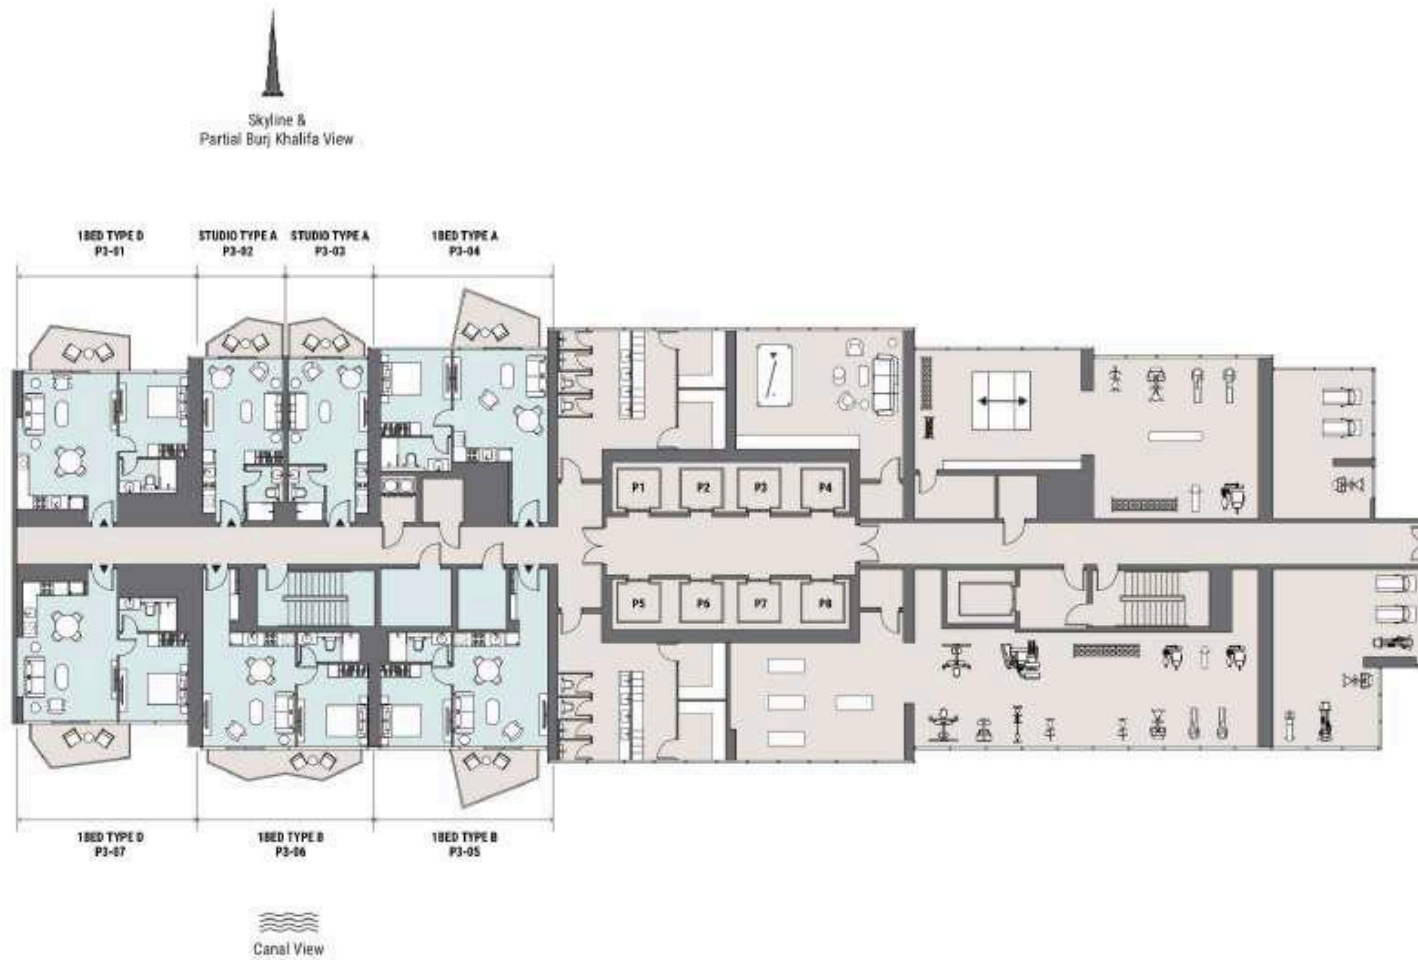 Skyline &
Partial Burj Khalifa View
1BED TYPE D
P3-01
STUDIO TYPE A
P3-02
STUDIO TYPE A
P3-03
1BED TYPE A
P3-04
P1
P2
P3
P4
P5
P6
P7
P8
1BED TYPE D
P3-07
1BED TYPE B
P3-06
1BED TYPE B
P3-05
Canal View